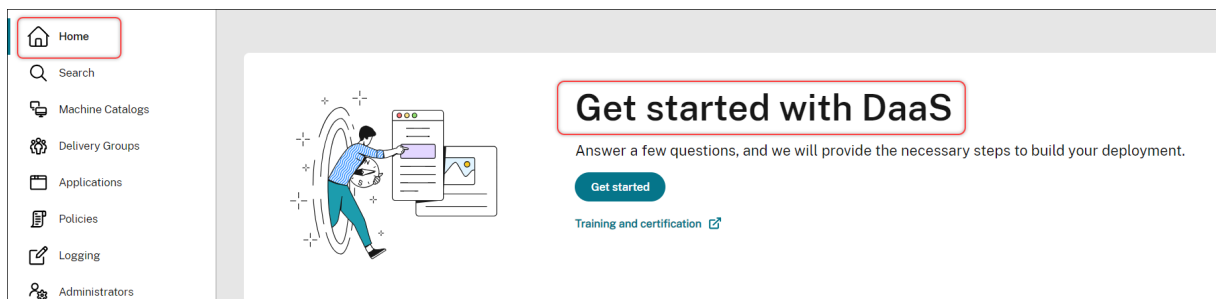 Home
Search
Machine Catalogs
Delivery Groups
Applications
Policies
Logging
Administrators
Get started with DaaS
Answer a few questions, and we will provide the necessary steps to build your deployment.
Get started
Training and certification